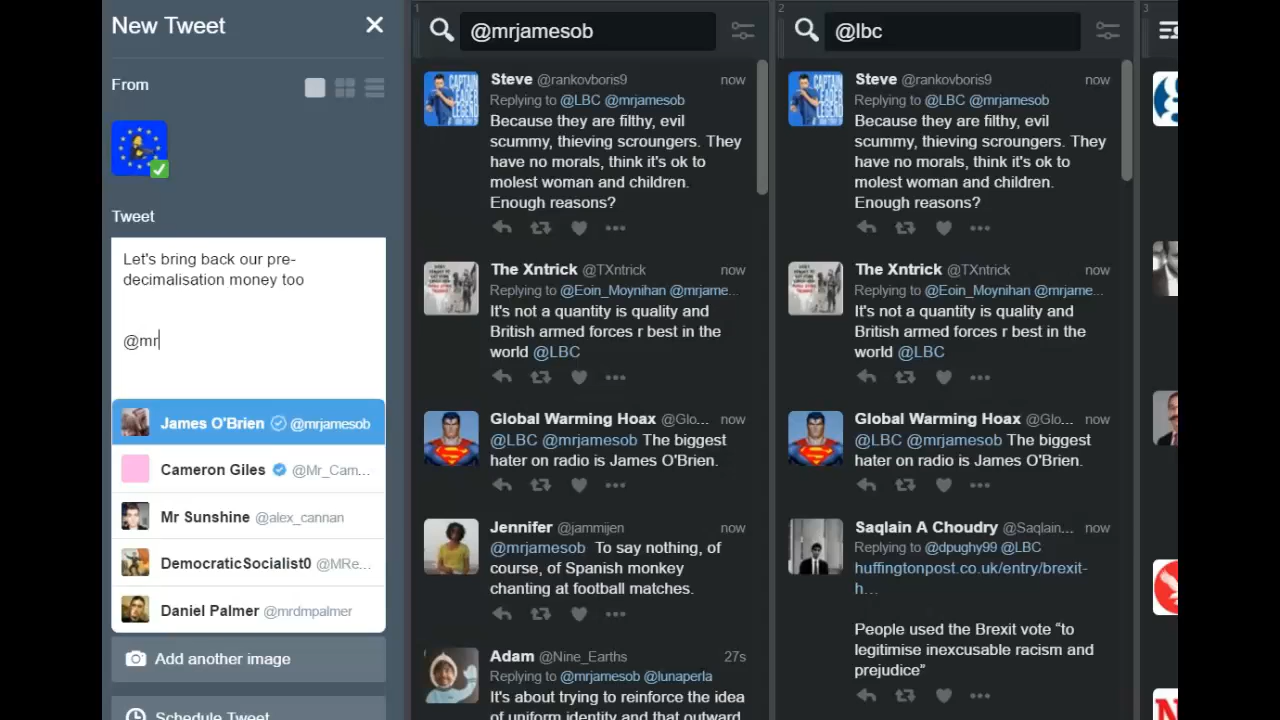 New Tweet
From
Tweet
Let's bring back our pre-
decimalisation money too
@mr
James O'Brien @mrjamesob
Cameron Giles @Mr_Cam...
Mr Sunshine @alex_cannan
DemocraticSocialist0 @MRe...
Daniel Palmer @mrdmpalmer
Add another image
Schedule Tweet
1
@mrjamesob
Steve @rankovboris9 now
Replying to @LBC @mrjamesob
Because they are filthy, evil
scummy, thieving scroungers. They
have no morals, think it's ok to
molest woman and children.
Enough reasons?
The Xntrick @TXntrick now
Replying to @Eoin_Moynihan @mrjame...
It's not a quantity is quality and
British armed forces r best in the
world @LBC
Global Warming Hoax @Glo... now
@LBC @mrjamesob The biggest
hater on radio is James O'Brien.
Jennifer @jammijen now
@mrjamesob To say nothing, of
course, of Spanish monkey
chanting at football matches.
Adam @Nine_Earths 27s
Replying to @mrjamesob @lunaperla
It's about trying to reinforce the idea
of uniform identity and that outward
2
@lbc
Steve @rankovboris9 now
Replying to @LBC @mrjamesob
Because they are filthy, evil
scummy, thieving scroungers. They
have no morals, think it's ok to
molest woman and children.
Enough reasons?
The Xntrick @TXntrick now
Replying to @Eoin_Moynihan @mrjame...
It's not a quantity is quality and
British armed forces r best in the
world @LBC
Global Warming Hoax @Glo... now
@LBC @mrjamesob The biggest
hater on radio is James O'Brien.
Saqlain A Choudry @Saqlain... now
Replying to @dpughy99 @LBC
huffingtonpost.co.uk/entry/brexit-
h…
People used the Brexit vote “to
legitimise inexcusable racism and
prejudice”
3